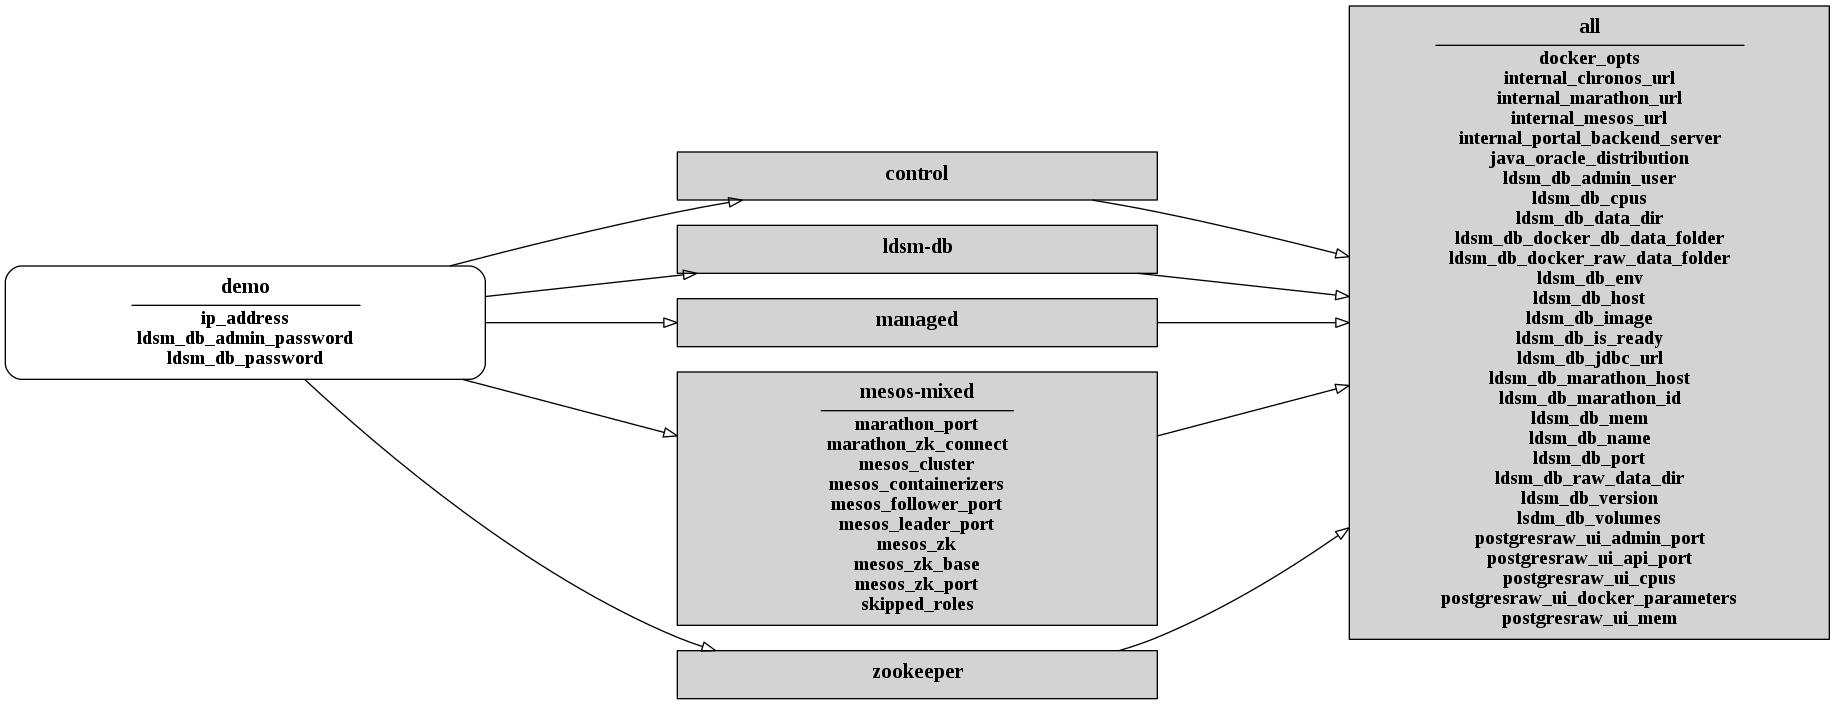 demo
ip_address
ldsm_db_admin_password
ldsm_db_password
control
ldsm-db
managed
mesos-mixed
marathon_port
marathon_zk_connect
mesos_cluster
mesos_containerizers
mesos_follower_port
mesos_leader_port
mesos_zk
mesos_zk_base
mesos_zk_port
skipped_roles
zookeeper
all
docker_opts
internal_chronos_url
internal_marathon_url
internal_mesos_url
internal_portal_backend_server
java_oracle_distribution
ldsm_db_admin_user
ldsm_db_cpus
ldsm_db_data_dir
ldsm_db_docker_db_data_folder
ldsm_db_docker_raw_data_folder
ldsm_db_env
ldsm_db_host
ldsm_db_image
ldsm_db_is_ready
ldsm_db_jdbc_url
ldsm_db_marathon_host
ldsm_db_marathon_id
ldsm_db_mem
ldsm_db_name
ldsm_db_port
ldsm_db_raw_data_dir
ldsm_db_version
lsdm_db_volumes
postgresraw_ui_admin_port
postgresraw_ui_api_port
postgresraw_ui_cpus
postgresraw_ui_docker_parameters
postgresraw_ui_mem